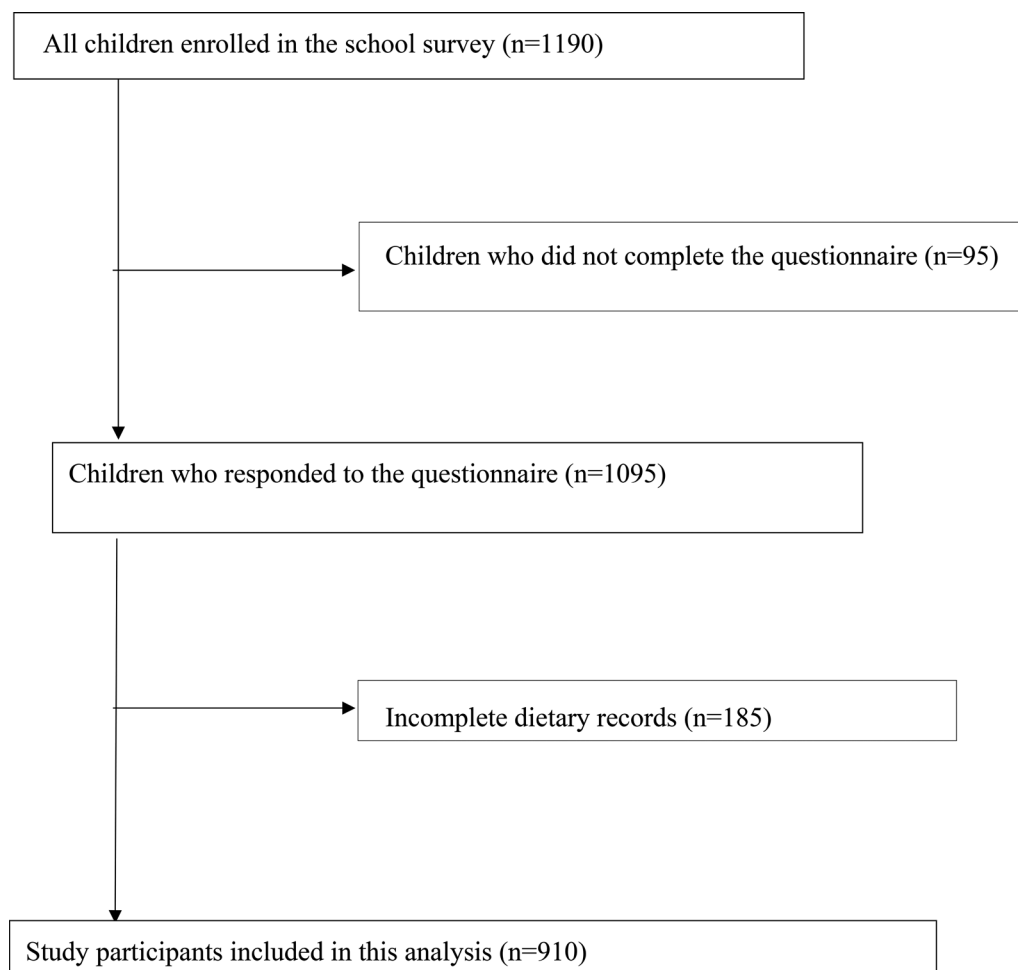 All children enrolled in the school survey (n=1190)
Children who did not complete the questionnaire (n=95)
Children who responded to the questionnaire (n=1095)
Incomplete dietary records (n=185)
Study participants included in this analysis (n=910)